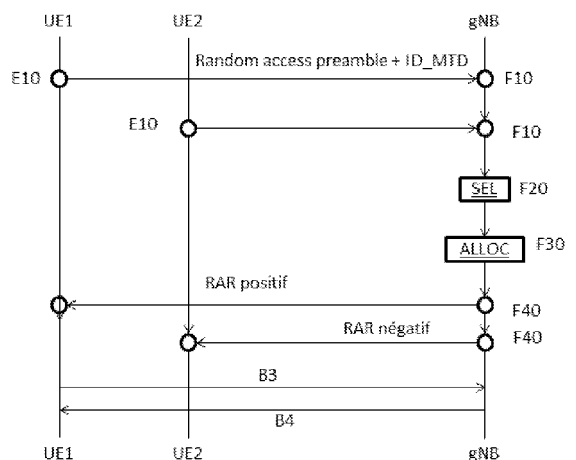 UE1 UE2 gNB
Random access preamble + ID_MTD
E10 F10
E10 F10
SEL F20
ALLOC F30
RAR positif
F40
RAR négatif F40
B3
B4
UE1 UE2 gNB